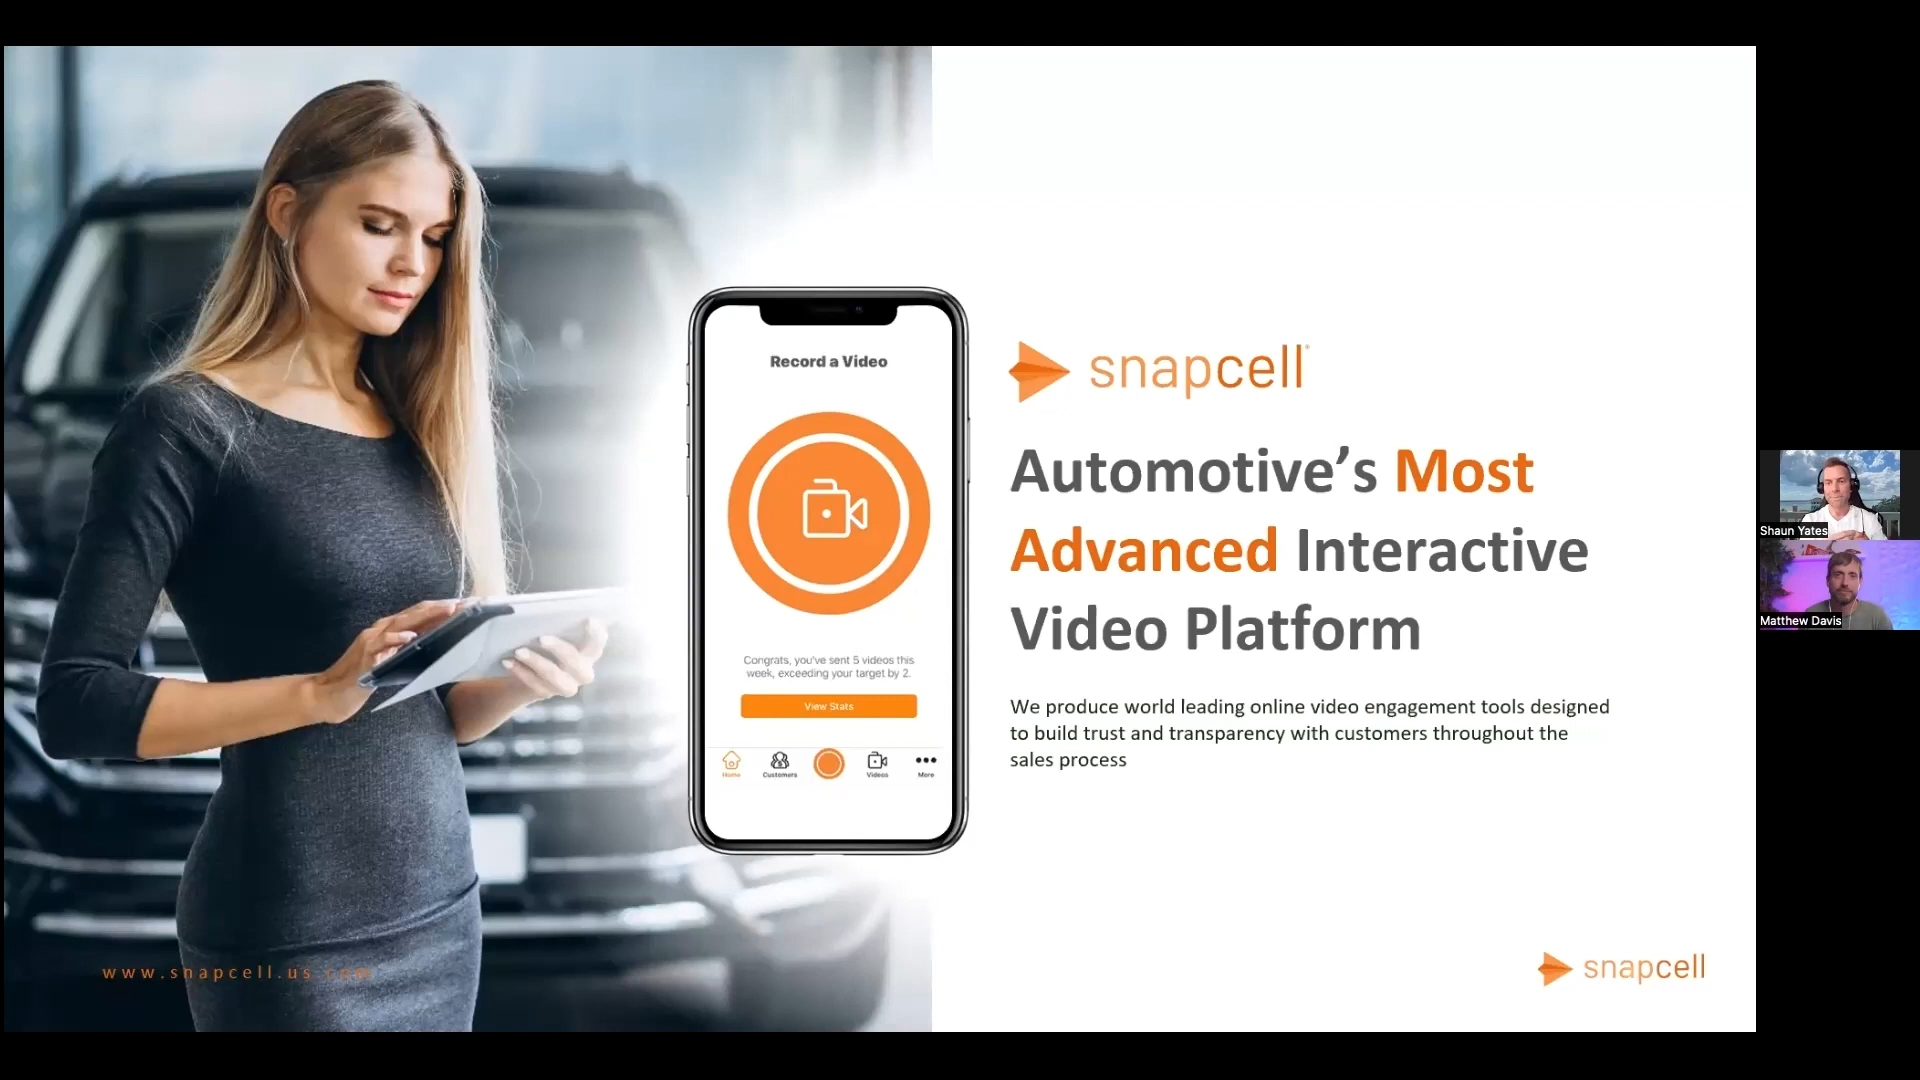 Record a Video
Congrats, you've sent 5 videos this
week, exceeding your target by 2.
View Stats
Home
Customers
Videos
More
snapcell
Automotive's Most
Advanced Interactive
Video Platform
We produce world leading online video engagement tools designed
to build trust and transparency with customers throughout the
sales process
Shaun Yates
Matthew Davis
www.snapcell.us.com
snapcell